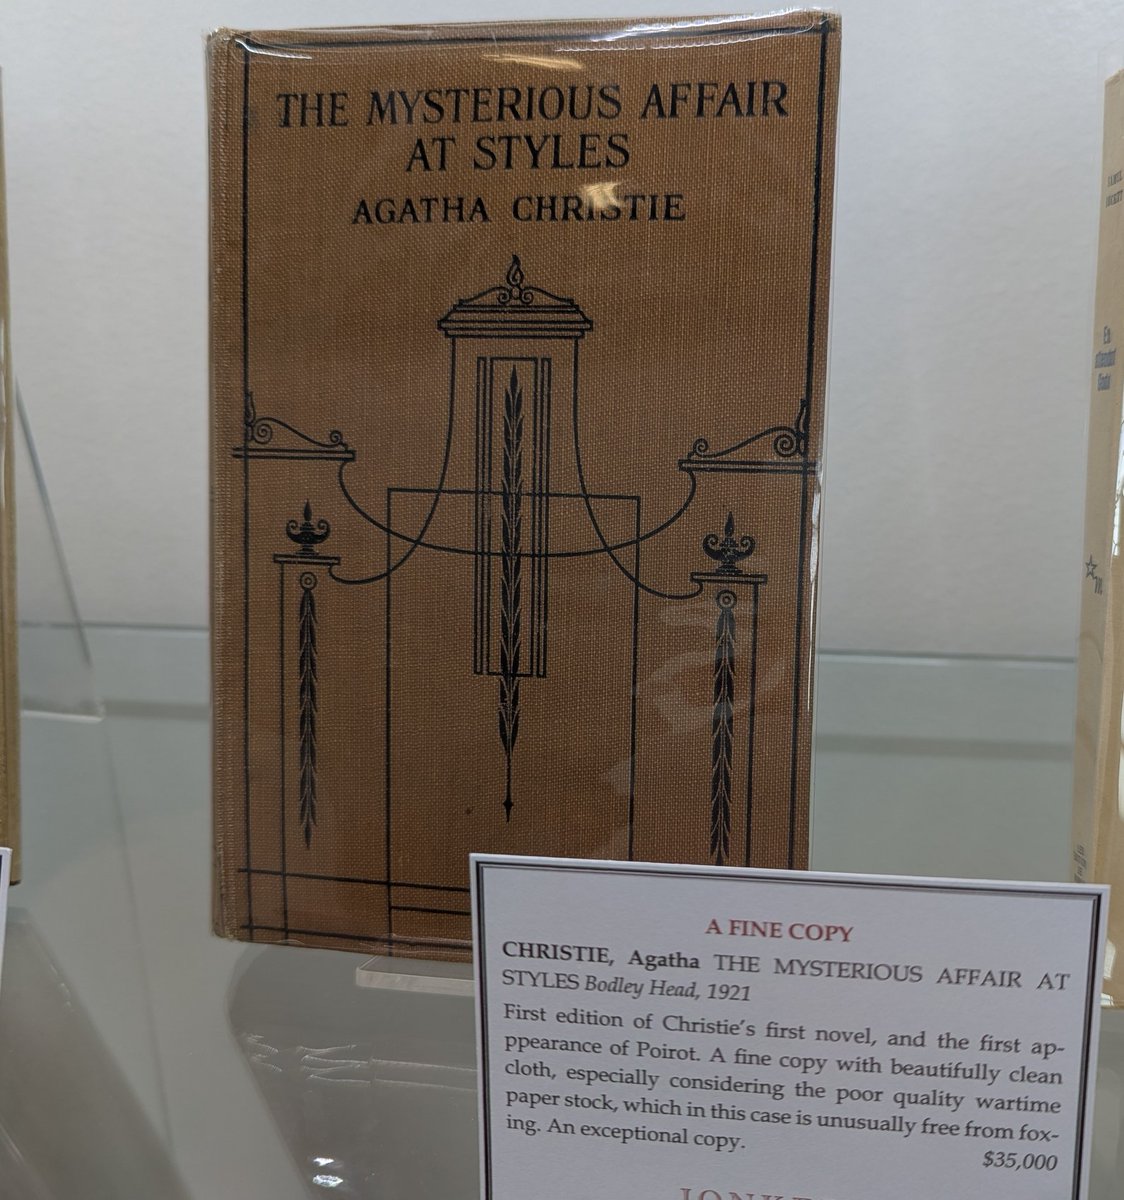 THE MYSTERIOUS AFFAIR
AT STYLES
AGATHA CHRISTIE
En
attendant
Godot
A FINE COPY
CHRISTIE, Agatha THE MYSTERIOUS AFFAIR AT
STYLES Bodley Head, 1921
First edition of Christie's first novel, and the first ap-
ppearance of Poirot. A fine copy with beautifully clean
cloth, especially considering the poor quality wartime
paper stock, which in this case is unusually free from fox-
ing. An exceptional copy.
$35,000